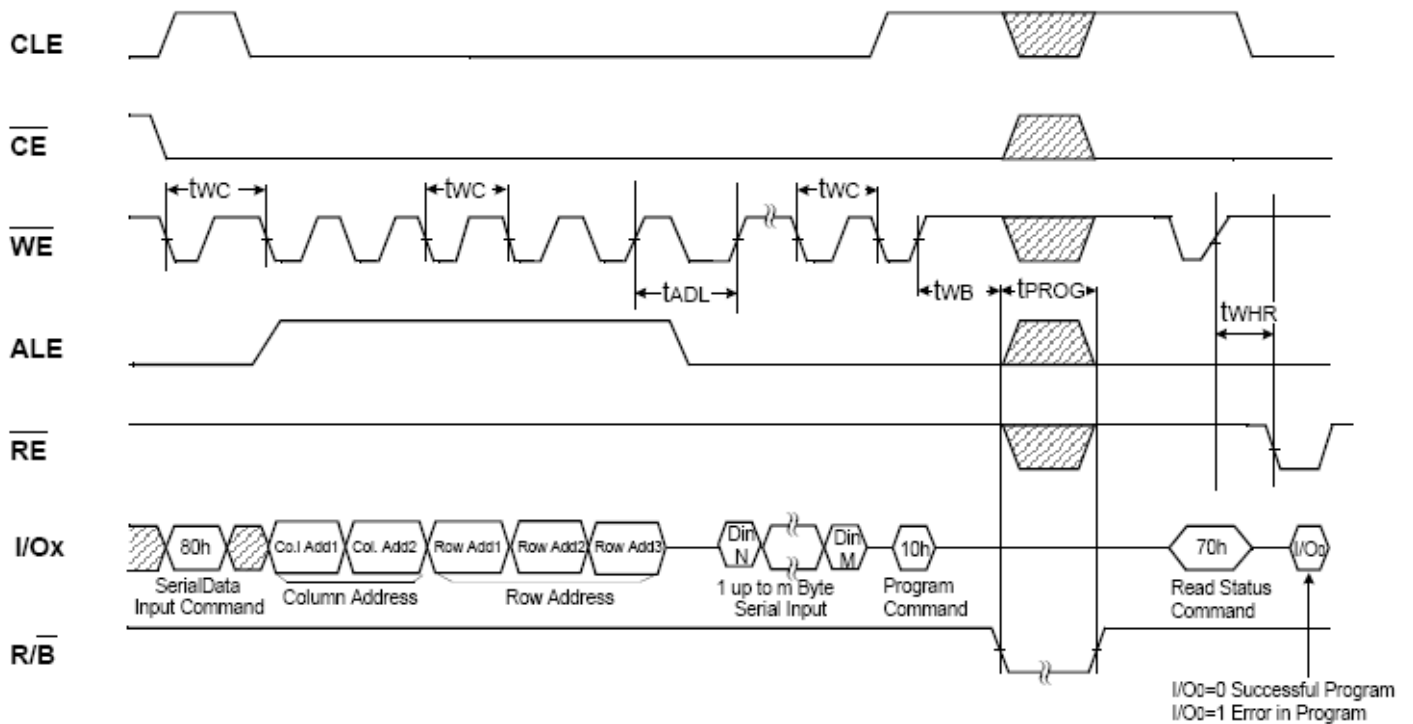 CLE
CE
tWC tWC tWC
WE
tADL tWB tPROG
tWHR
ALE
RE
I/Ox 80h Co.l Add1 Col. Add2 Row Add1 Row Add2 Row Add3 Din N Din M 10h 70h I/O0
SerialData Input Command
Column Address
Row Address
1 up to m Byte Serial Input
Program Command
Read Status Command
R/B
I/O0=0 Successful Program
I/O0=1 Error in Program